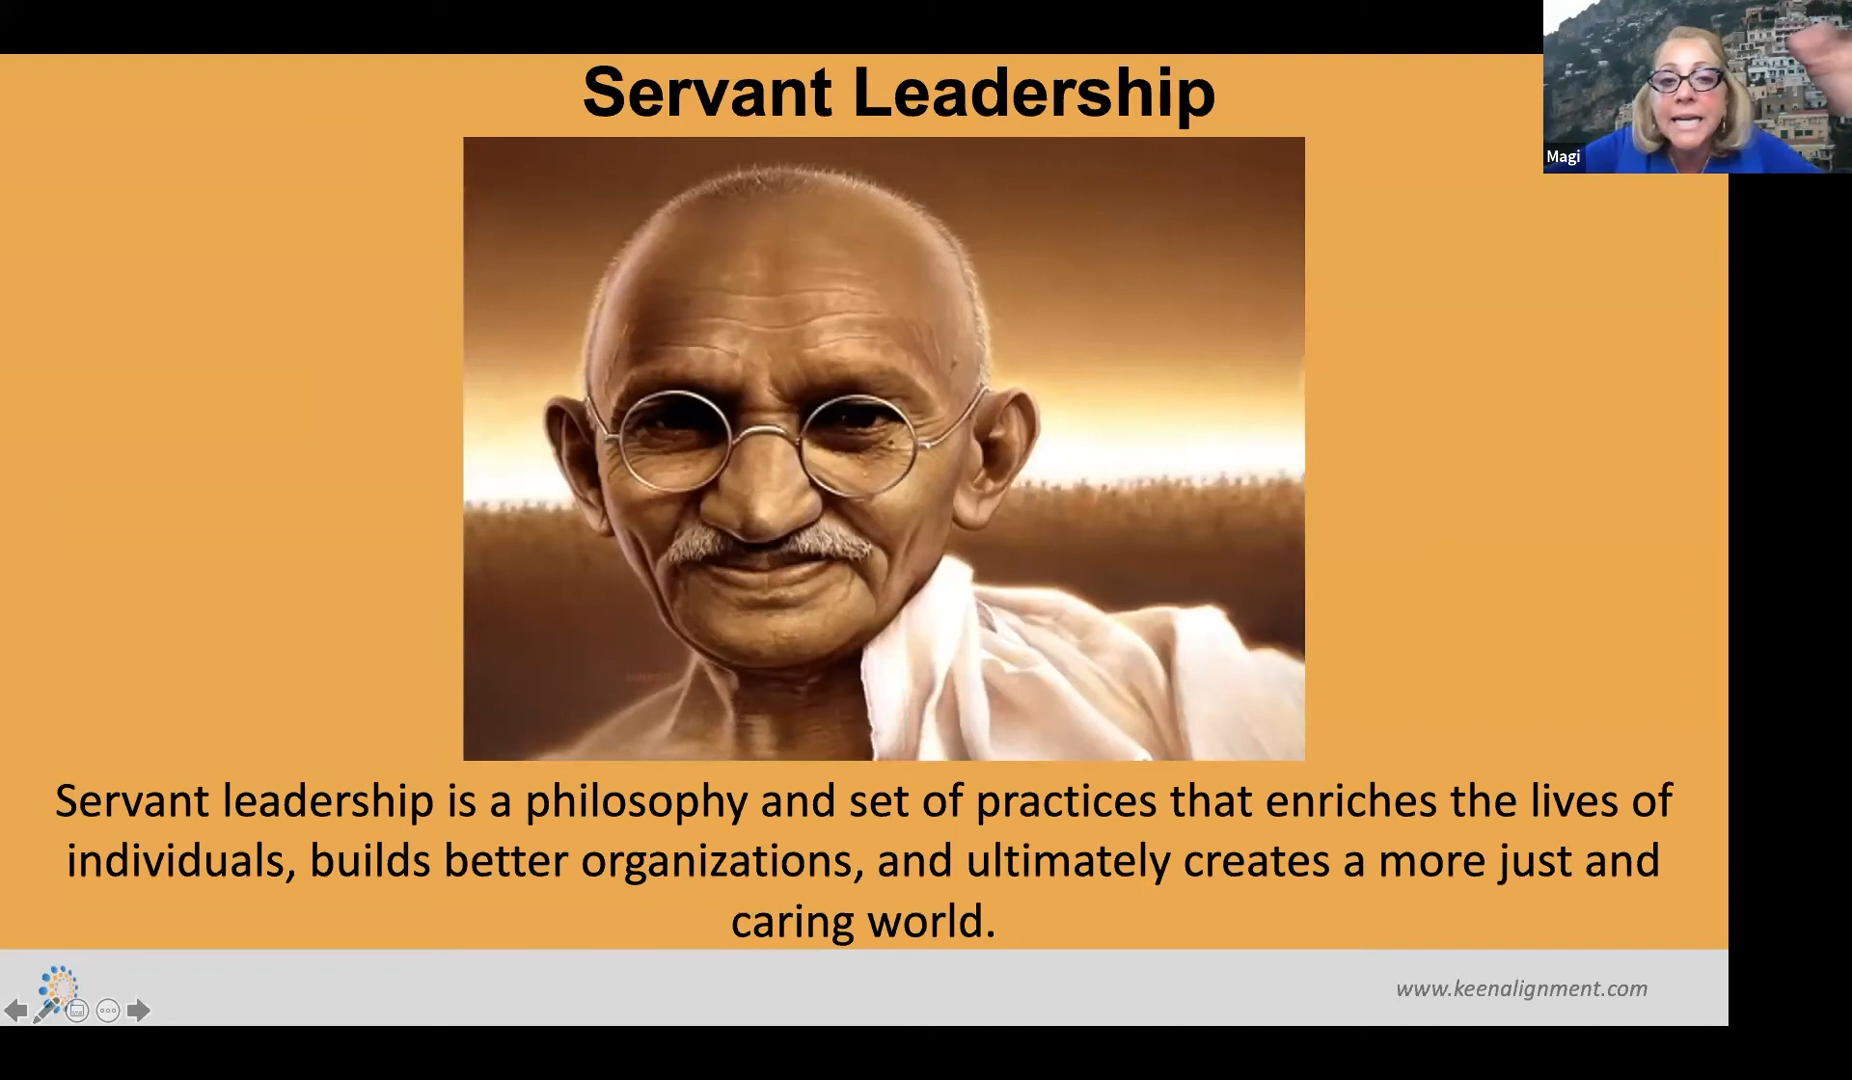 Servant Leadership
Magi
Servant leadership is a philosophy and set of practices that enriches the lives of
individuals, builds better organizations, and ultimately creates a more just and
caring world.
www.keenalignment.com